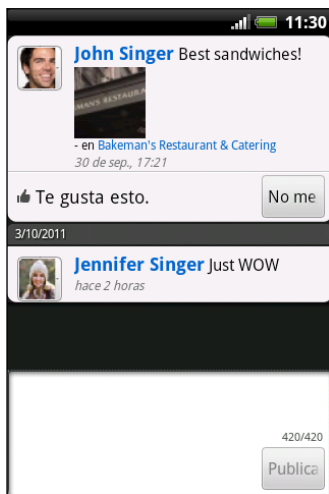 11:30
John Singer Best sandwiches!
- en Bakeman's Restaurant & Catering
30 de sep., 17:21
Te gusta esto.
No me
3/10/2011
Jennifer Singer Just WOW
hace 2 horas
420/420
Publica